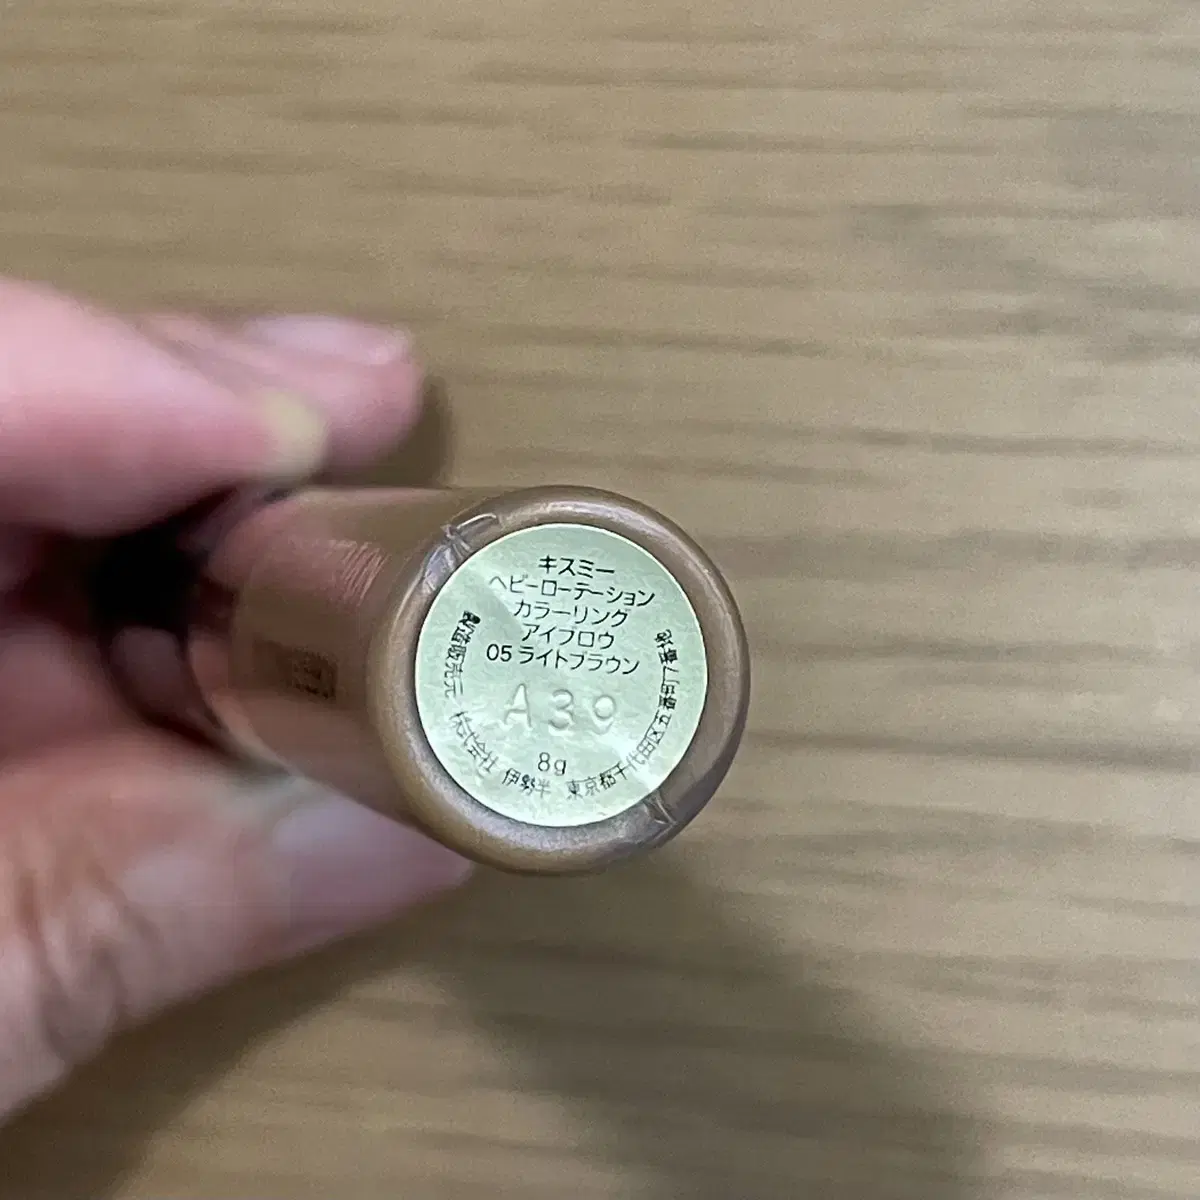 キスミー
ヘビーローテーション
カラーリング
アイブロウ
05 ライトブラウン
A39
8g
製造販売元 株式会社 伊勢半 東京都千代田区五番町7番地